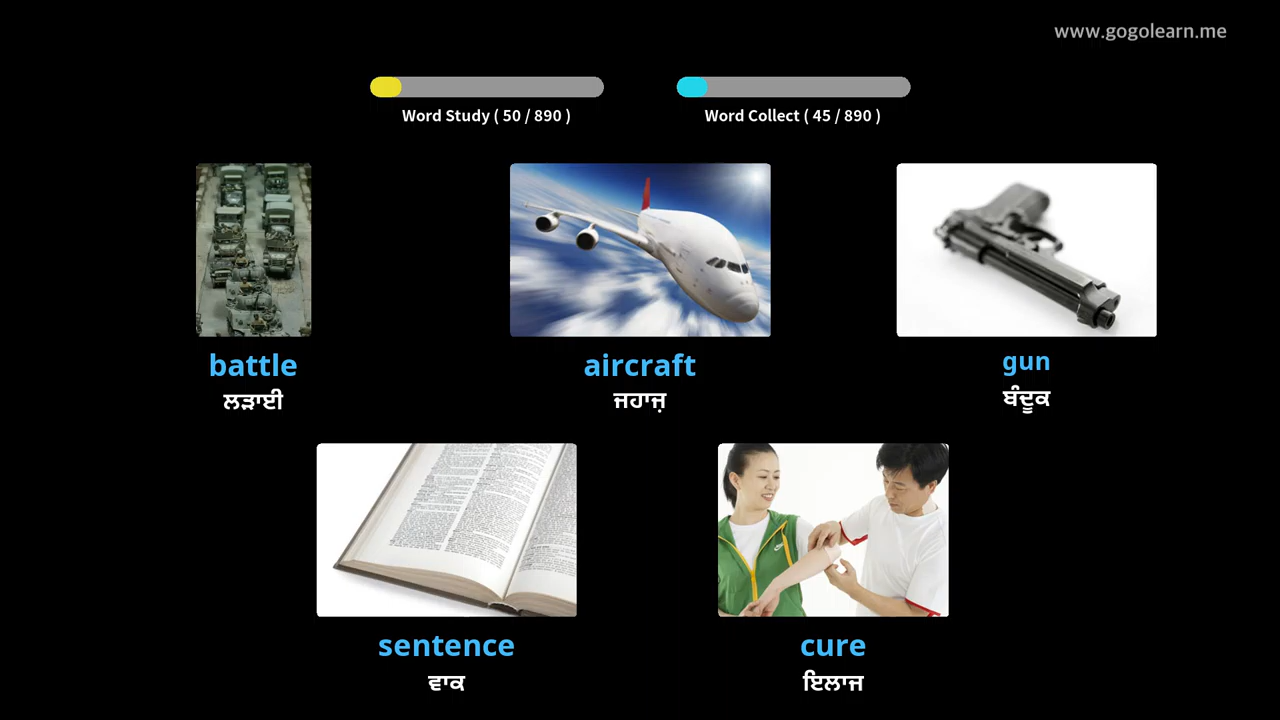 www.gogolearn.me
Word Study ( 50 / 890 )
Word Collect ( 45 / 890 )
battle
ਲੜਾਈ
aircraft
ਜਹਾਜ਼
gun
ਬੰਦੂਕ
sentence
ਵਾਕ
cure
ਇਲਾਜ